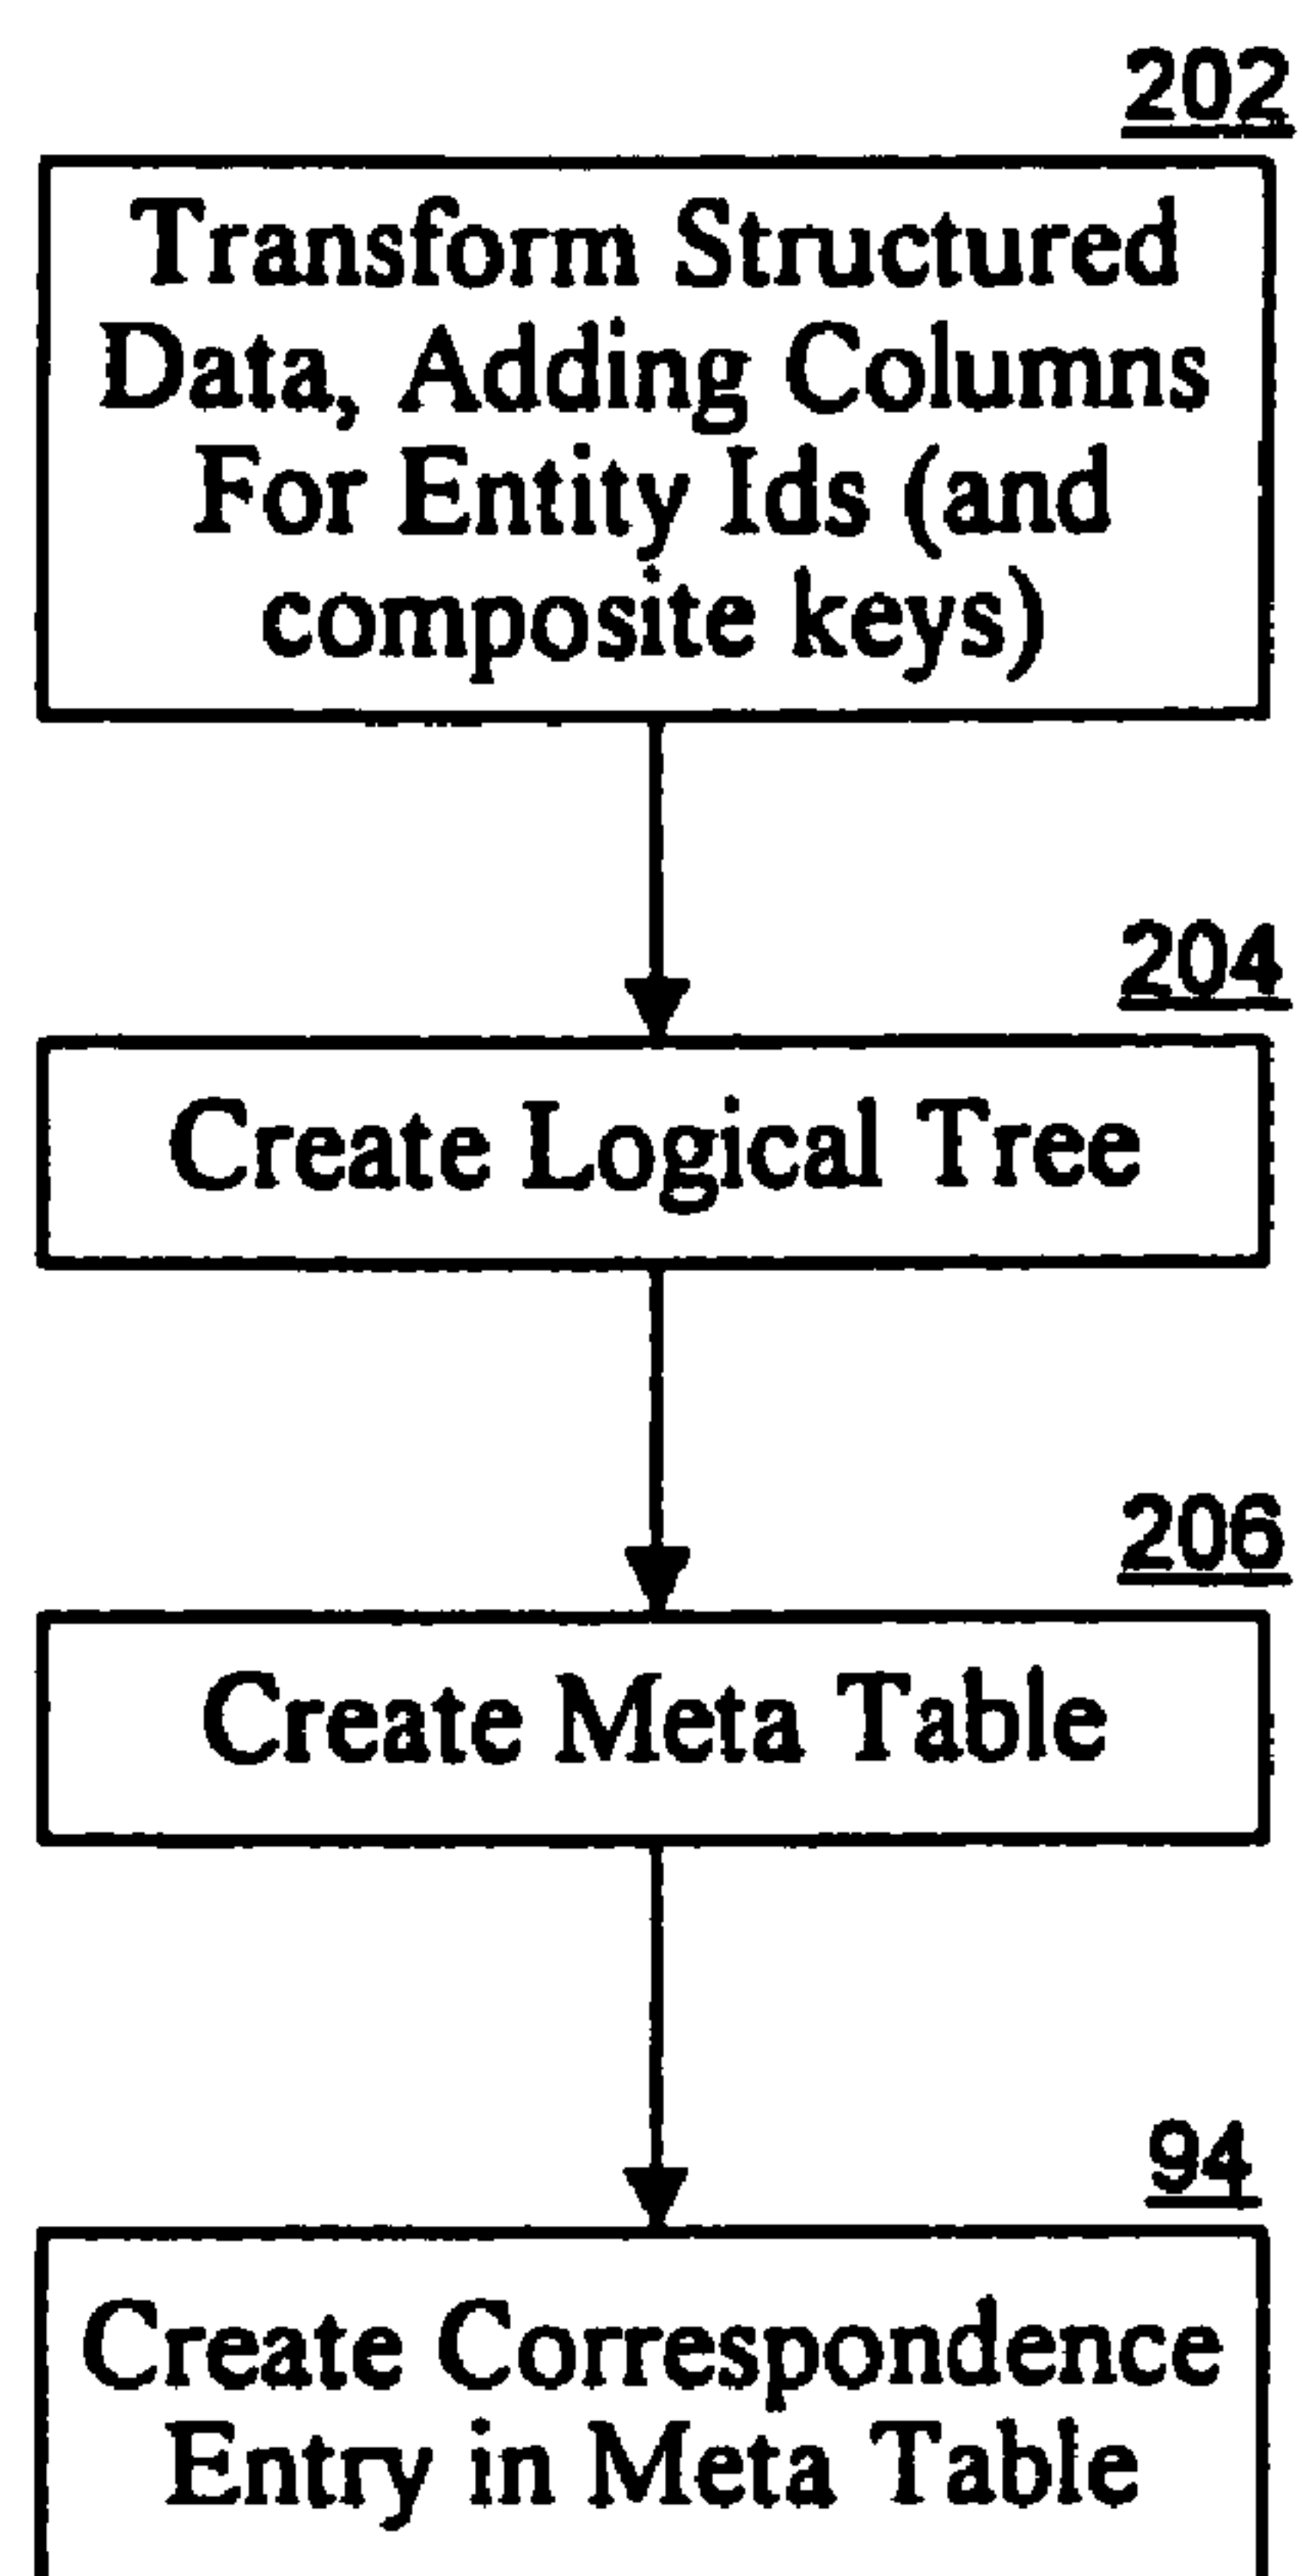 202
Transform Structured
Data, Adding Columns
For Entity Ids (and
composite keys)
204
Create Logical Tree
206
Create Meta Table
94
Create Correspondence
Entry in Meta Table